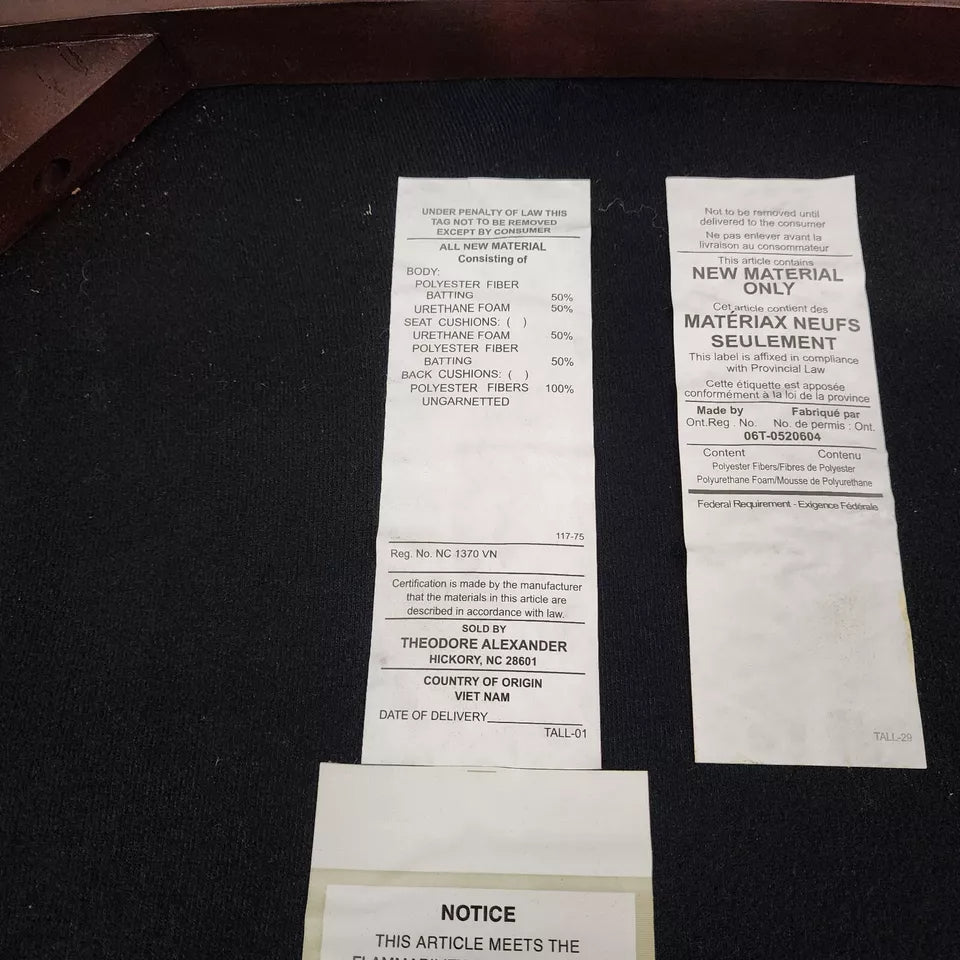 UNDER PENALTY OF LAW THIS
TAG NOT TO BE REMOVED
EXCEPT BY CONSUMER
ALL NEW MATERIAL
Consisting of
BODY:
POLYESTER FIBER
BATTING 50%
URETHANE FOAM 50%
SEAT CUSHIONS: ( )
URETHANE FOAM 50%
POLYESTER FIBER
BATTING 50%
BACK CUSHIONS: ( )
POLYESTER FIBERS 100%
UNGARNETTED
117-75
Reg. No. NC 1370 VN
Certification is made by the manufacturer
that the materials in this article are
described in accordance with law.
SOLD BY
THEODORE ALEXANDER
HICKORY, NC 28601
COUNTRY OF ORIGIN
VIET NAM
DATE OF DELIVERY
TALL-01
Not to be removed until
delivered to the consumer
Ne pas enlever avant la
livraison au consommateur
This article contains
NEW MATERIAL
ONLY
Cet article contient des
MATÉRIAX NEUFS
SEULEMENT
This label is affixed in compliance
with Provincial Law
Cette étiquette est apposée
conformément à la loi de la province
Made by Fabriqué par
Ont.Reg . No. No. de permis : Ont.
06T-0520604
Content Contenu
Polyester Fibers/Fibres de Polyester
Polyurethane Foam/Mousse de Polyurethane
Federal Requirement - Exigence Fédérale
TALL-29
NOTICE
THIS ARTICLE MEETS THE